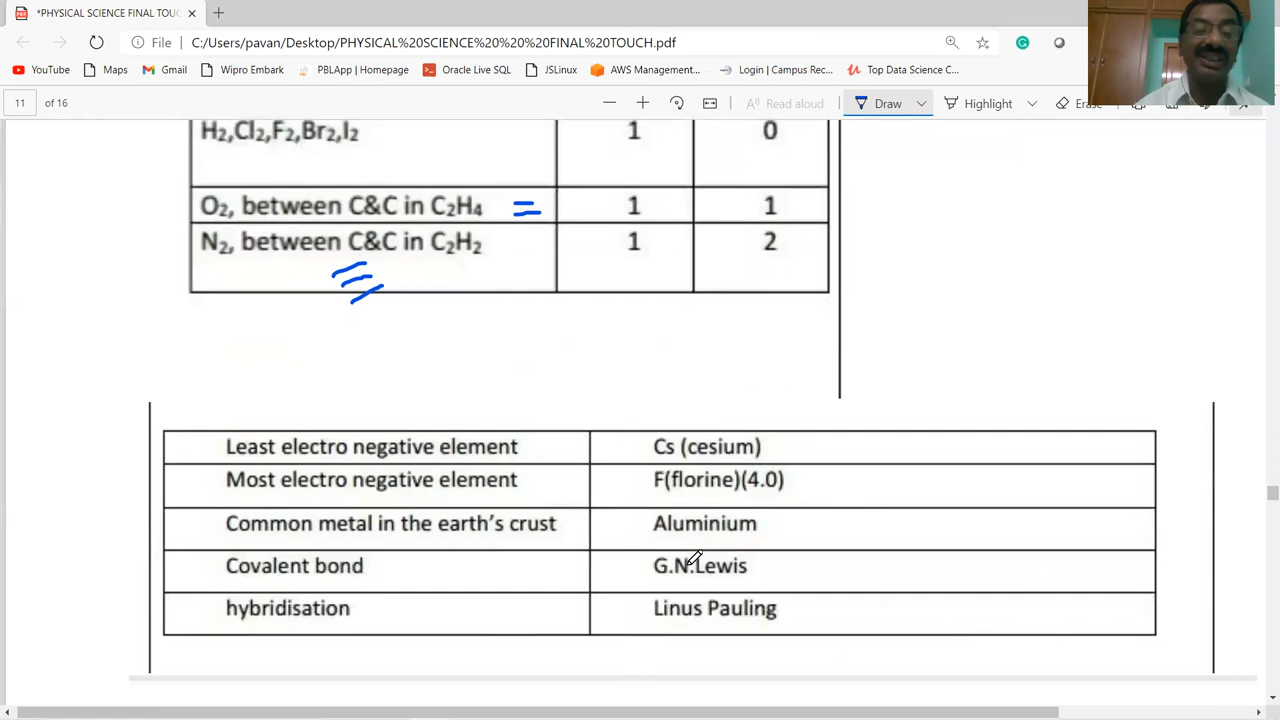 *PHYSICAL SCIENCE FINAL TOUC
File C:/Users/pavan/Desktop/PHYSICAL%20SCIENCE%20%20%20FINAL%20TOUCH.pdf
YouTube Maps Gmail Wipro Embark PBLApp | Homepage Oracle Live SQL JSLinux AWS Management... Login | Campus Rec... Top Data Science C...
11 of 16 Read aloud Draw Highlight Erase
H₂,Cl₂,F₂,Br₂,I₂ 1 0
O₂, between C&C in C₂H₄ = 1 1
N₂, between C&C in C₂H₂ 1 2
Least electro negative element Cs (cesium)
Most electro negative element F(florine)(4.0)
Common metal in the earth's crust Aluminium
Covalent bond G.N.Lewis
hybridisation Linus Pauling